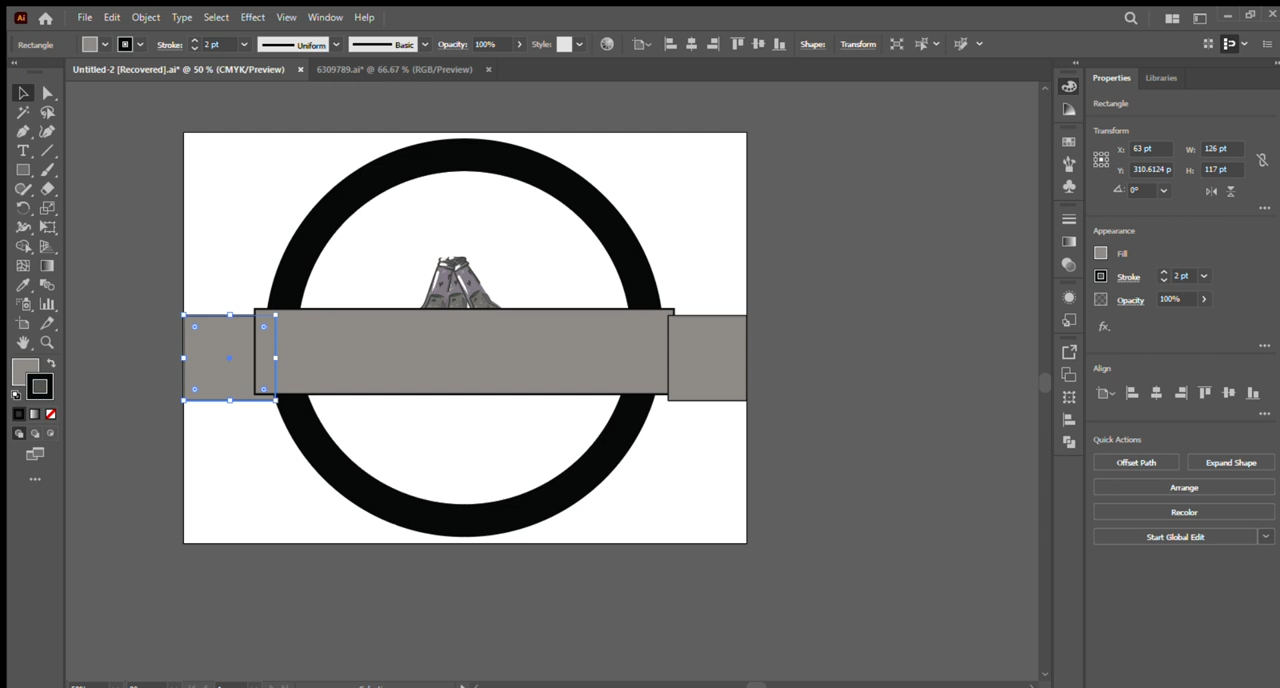 Ai File Edit Object Type Select Effect View Window Help
Rectangle Stroke: 2 pt Uniform Basic Opacity: 100% Style: Shape: Transform
Untitled-2 [Recovered].ai* @ 50 % (CMYK/Preview) × 6309789.ai* @ 66.67 % (RGB/Preview) ×
Properties Libraries
Rectangle
Transform
X: 63 pt W: 126 pt
Y: 310.6124 p H: 117 pt
0°
Appearance
Fill
Stroke 2 pt
Opacity 100%
fx.
Align
Quick Actions
Offset Path Expand Shape
Arrange
Recolor
Start Global Edit